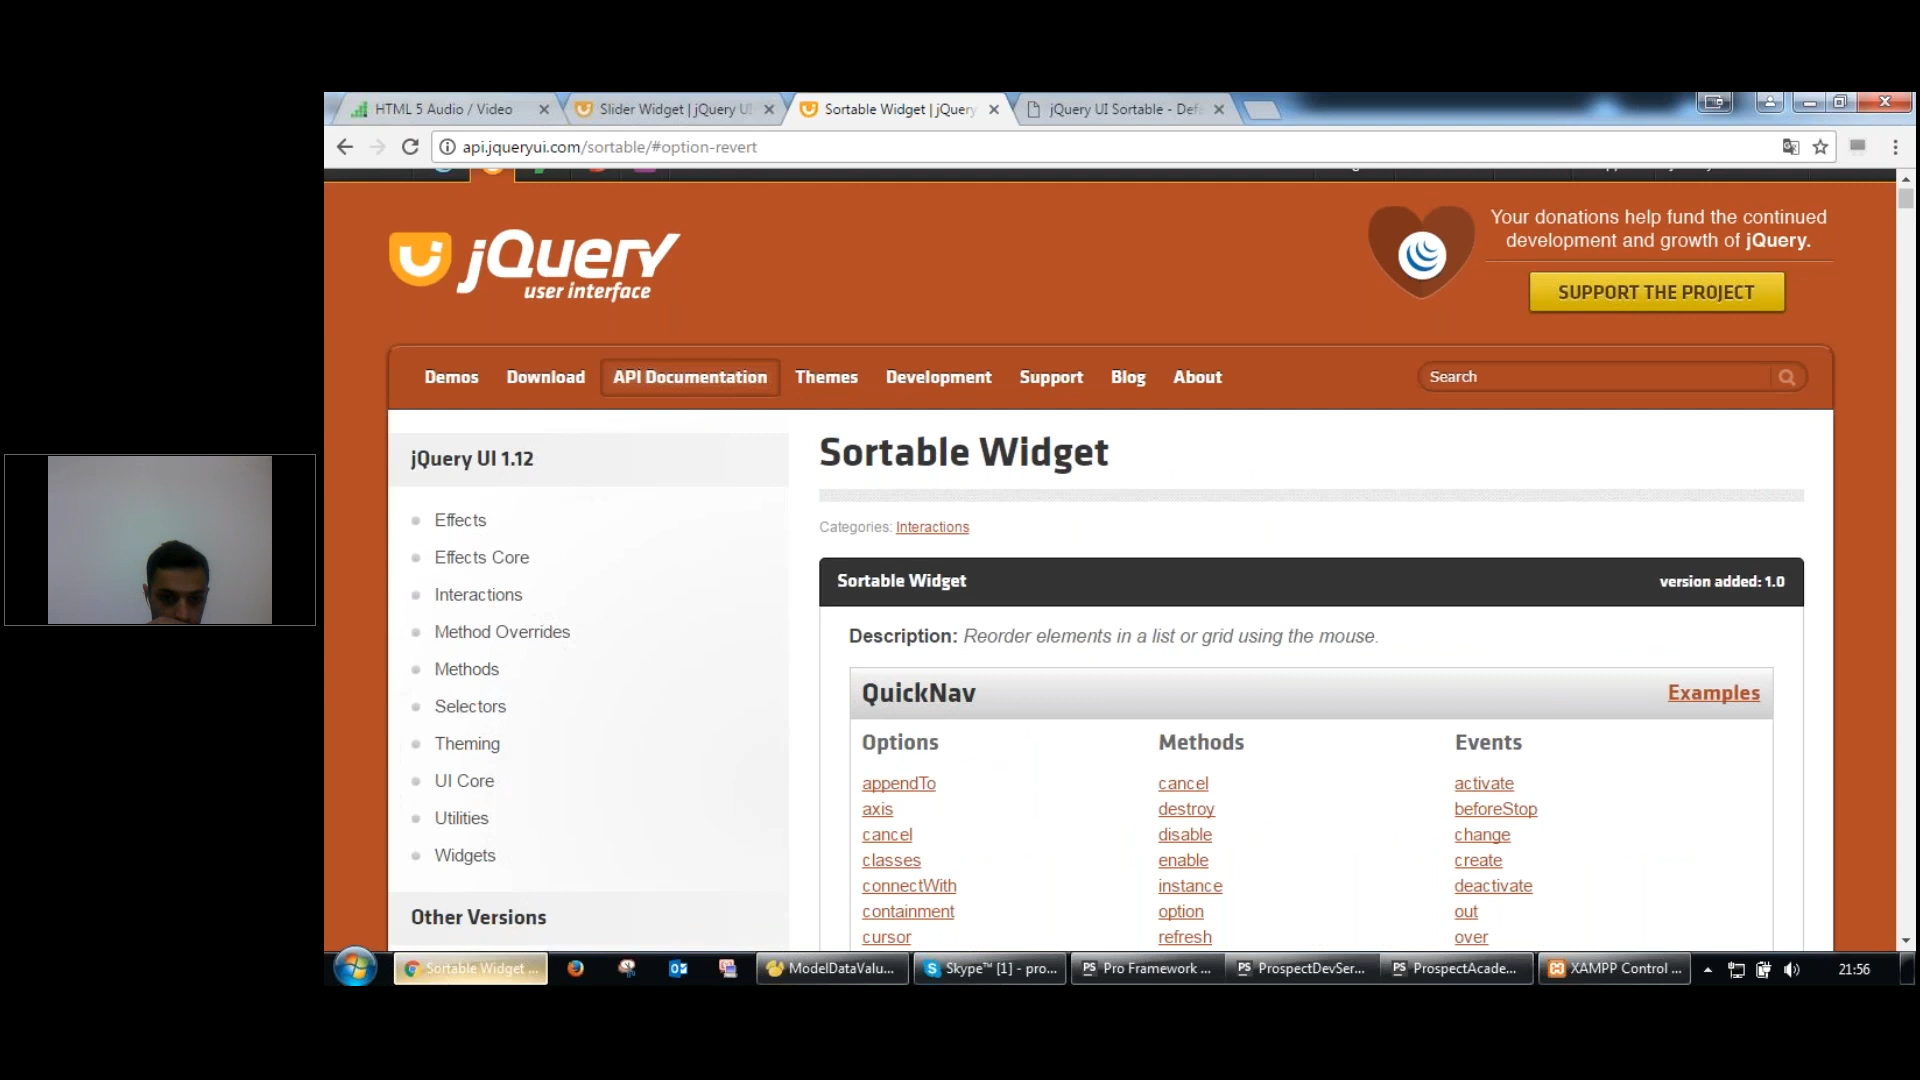 HTML 5 Audio / Video
Slider Widget | jQuery UI
Sortable Widget | jQuery
jQuery UI Sortable - Defa
api.jqueryui.com/sortable/#option-revert
jQuery
user interface
Your donations help fund the continued
development and growth of jQuery.
SUPPORT THE PROJECT
Demos Download API Documentation Themes Development Support Blog About
Search
jQuery UI 1.12
Effects
Effects Core
Interactions
Method Overrides
Methods
Selectors
Theming
UI Core
Utilities
Widgets
Other Versions
Sortable Widget
Categories: Interactions
Sortable Widget version added: 1.0
Description: Reorder elements in a list or grid using the mouse.
QuickNav Examples
Options
appendTo
axis
cancel
classes
connectWith
containment
cursor
Methods
cancel
destroy
disable
enable
instance
option
refresh
Events
activate
beforeStop
change
create
deactivate
out
over
Sortable Widget ...
ModelDataValu...
Skype™ [1] - pro...
PS Pro Framework ...
PS ProspectDevSer...
PS ProspectAcade...
XAMPP Control ...
21:56